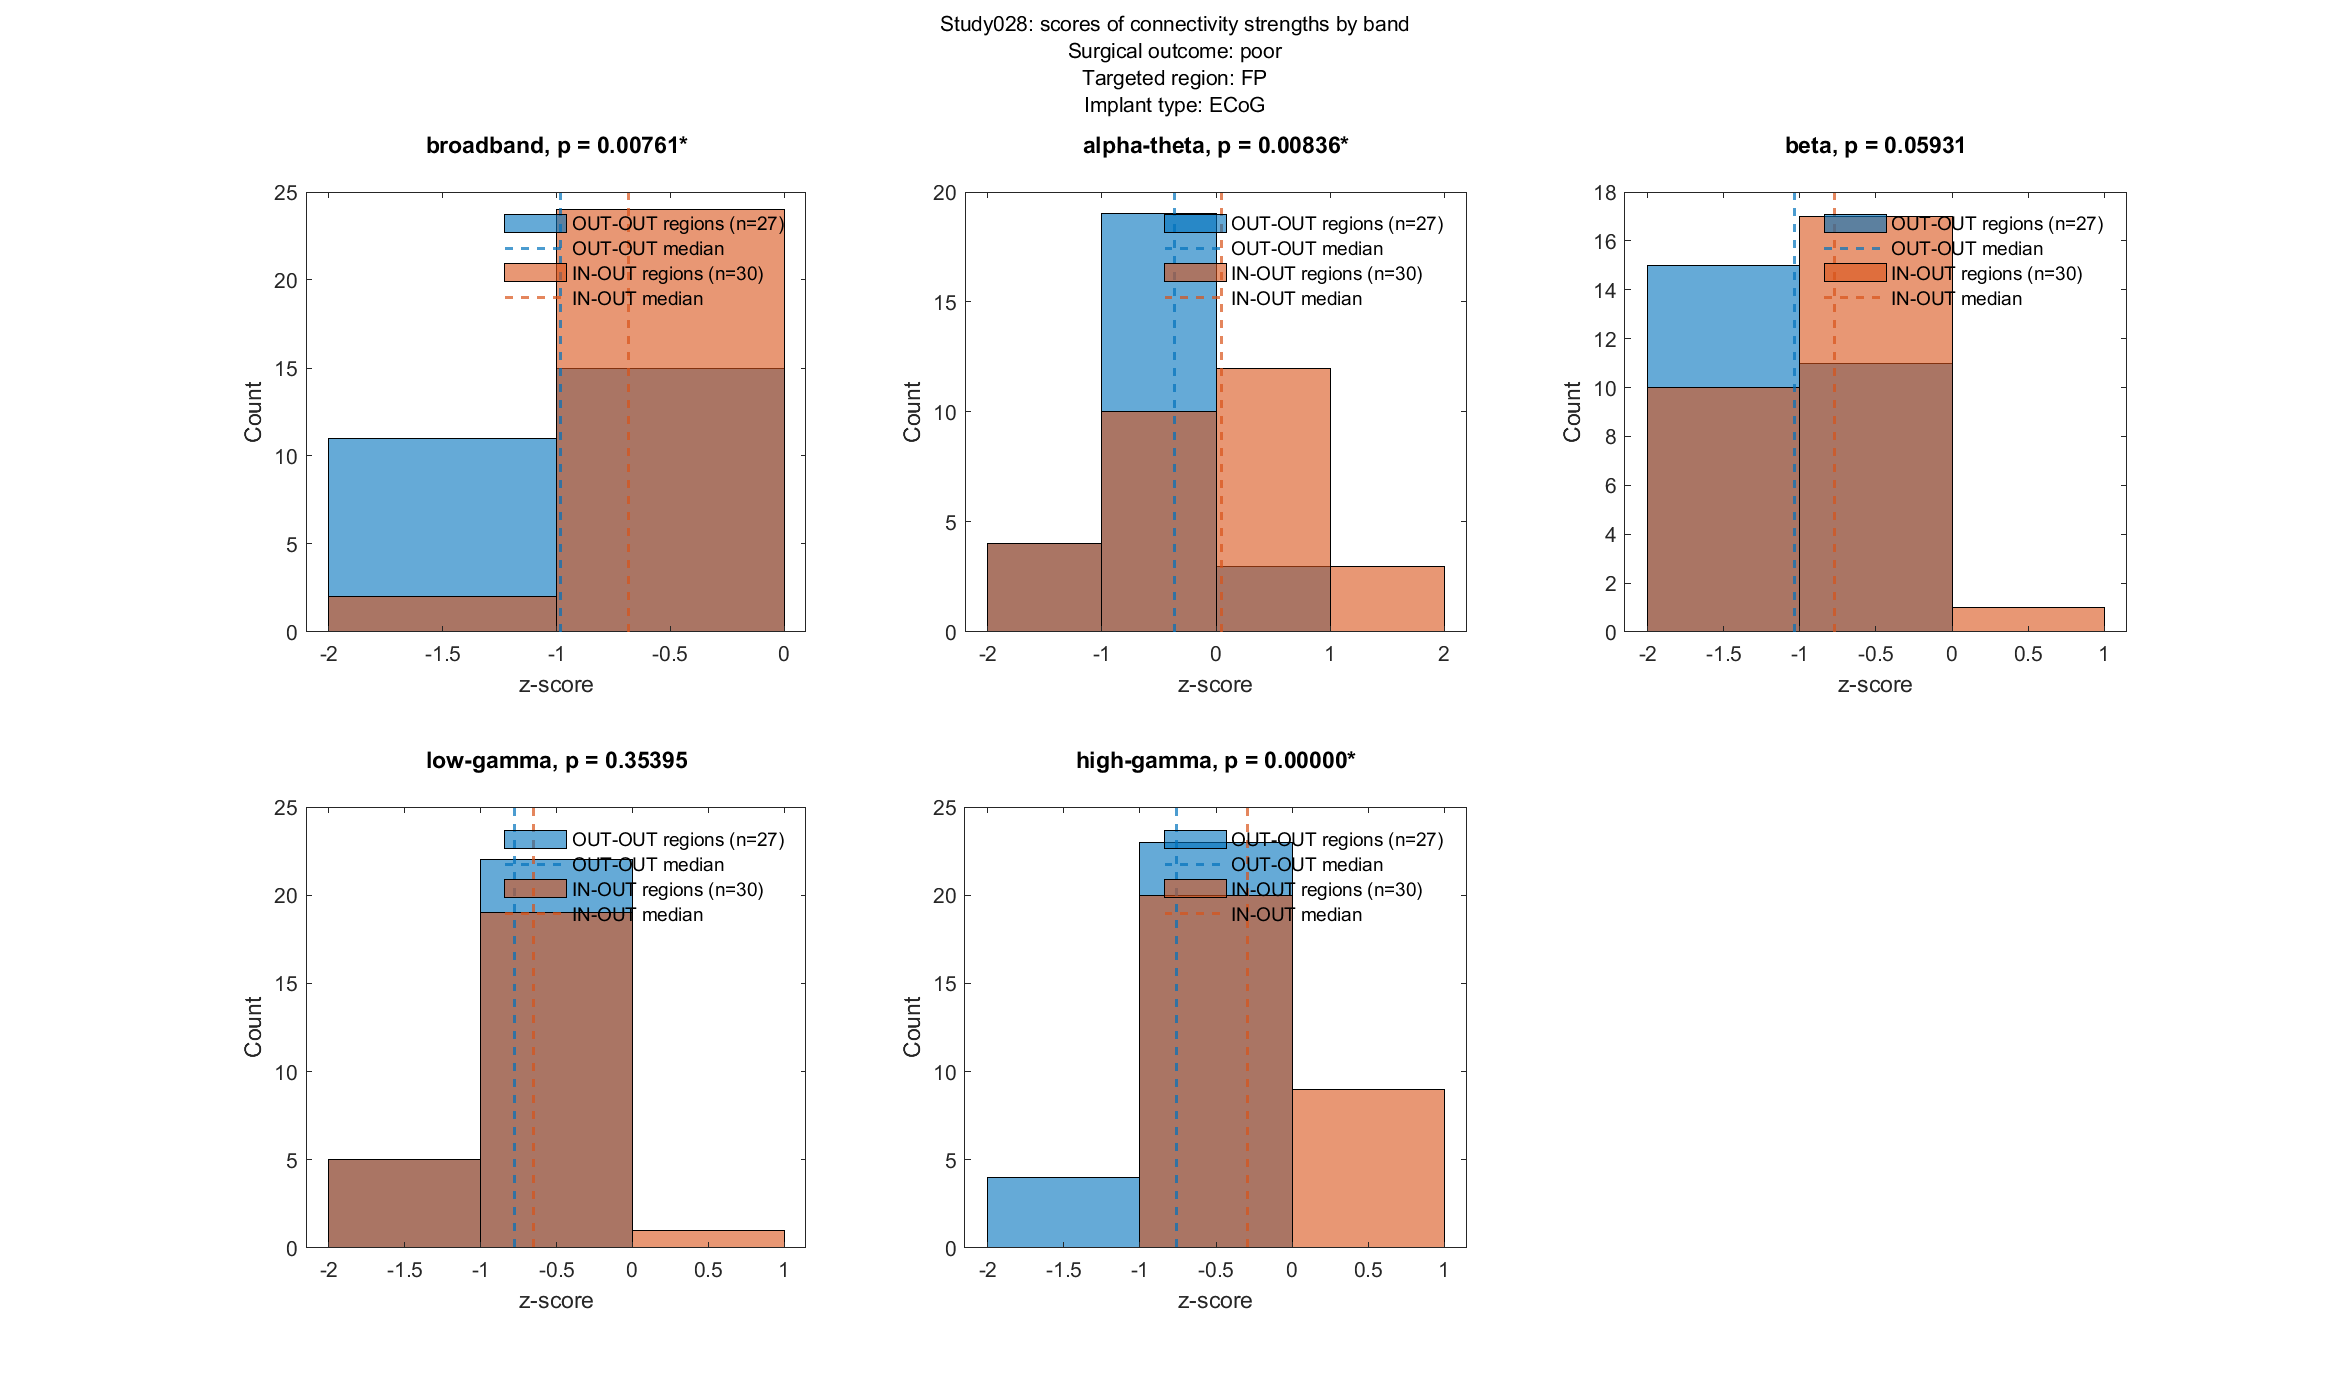 Study028: scores of connectivity strengths by band
Surgical outcome: poor
Targeted region: FP
Implant type: ECoG
broadband, p = 0.00761*
25
20
15
10
5
0
Count
-2
-1.5
-1
-0.5
0
z-score
OUT-OUT regions (n=27)
OUT-OUT median
IN-OUT regions (n=30)
IN-OUT median
alpha-theta, p = 0.00836*
20
15
10
5
0
Count
-2
-1
0
1
2
z-score
OUT-OUT regions (n=27)
OUT-OUT median
IN-OUT regions (n=30)
IN-OUT median
beta, p = 0.05931
18
16
14
12
10
8
6
4
2
0
Count
-2
-1.5
-1
-0.5
0
0.5
1
z-score
OUT-OUT regions (n=27)
OUT-OUT median
IN-OUT regions (n=30)
IN-OUT median
low-gamma, p = 0.35395
25
20
15
10
5
0
Count
-2
-1.5
-1
-0.5
0
0.5
1
z-score
OUT-OUT regions (n=27)
OUT-OUT median
IN-OUT regions (n=30)
IN-OUT median
high-gamma, p = 0.00000*
25
20
15
10
5
0
Count
-2
-1.5
-1
-0.5
0
0.5
1
z-score
OUT-OUT regions (n=27)
OUT-OUT median
IN-OUT regions (n=30)
IN-OUT median